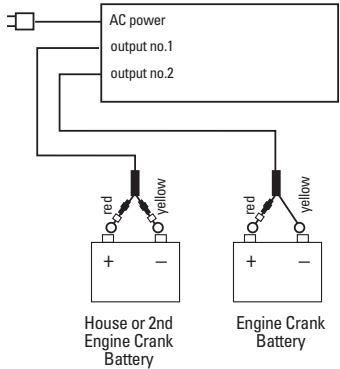 AC power
output no.1
output no.2
red
yellow
red
yellow
+ –
+ –
House or 2nd
Engine Crank
Battery
Engine Crank
Battery